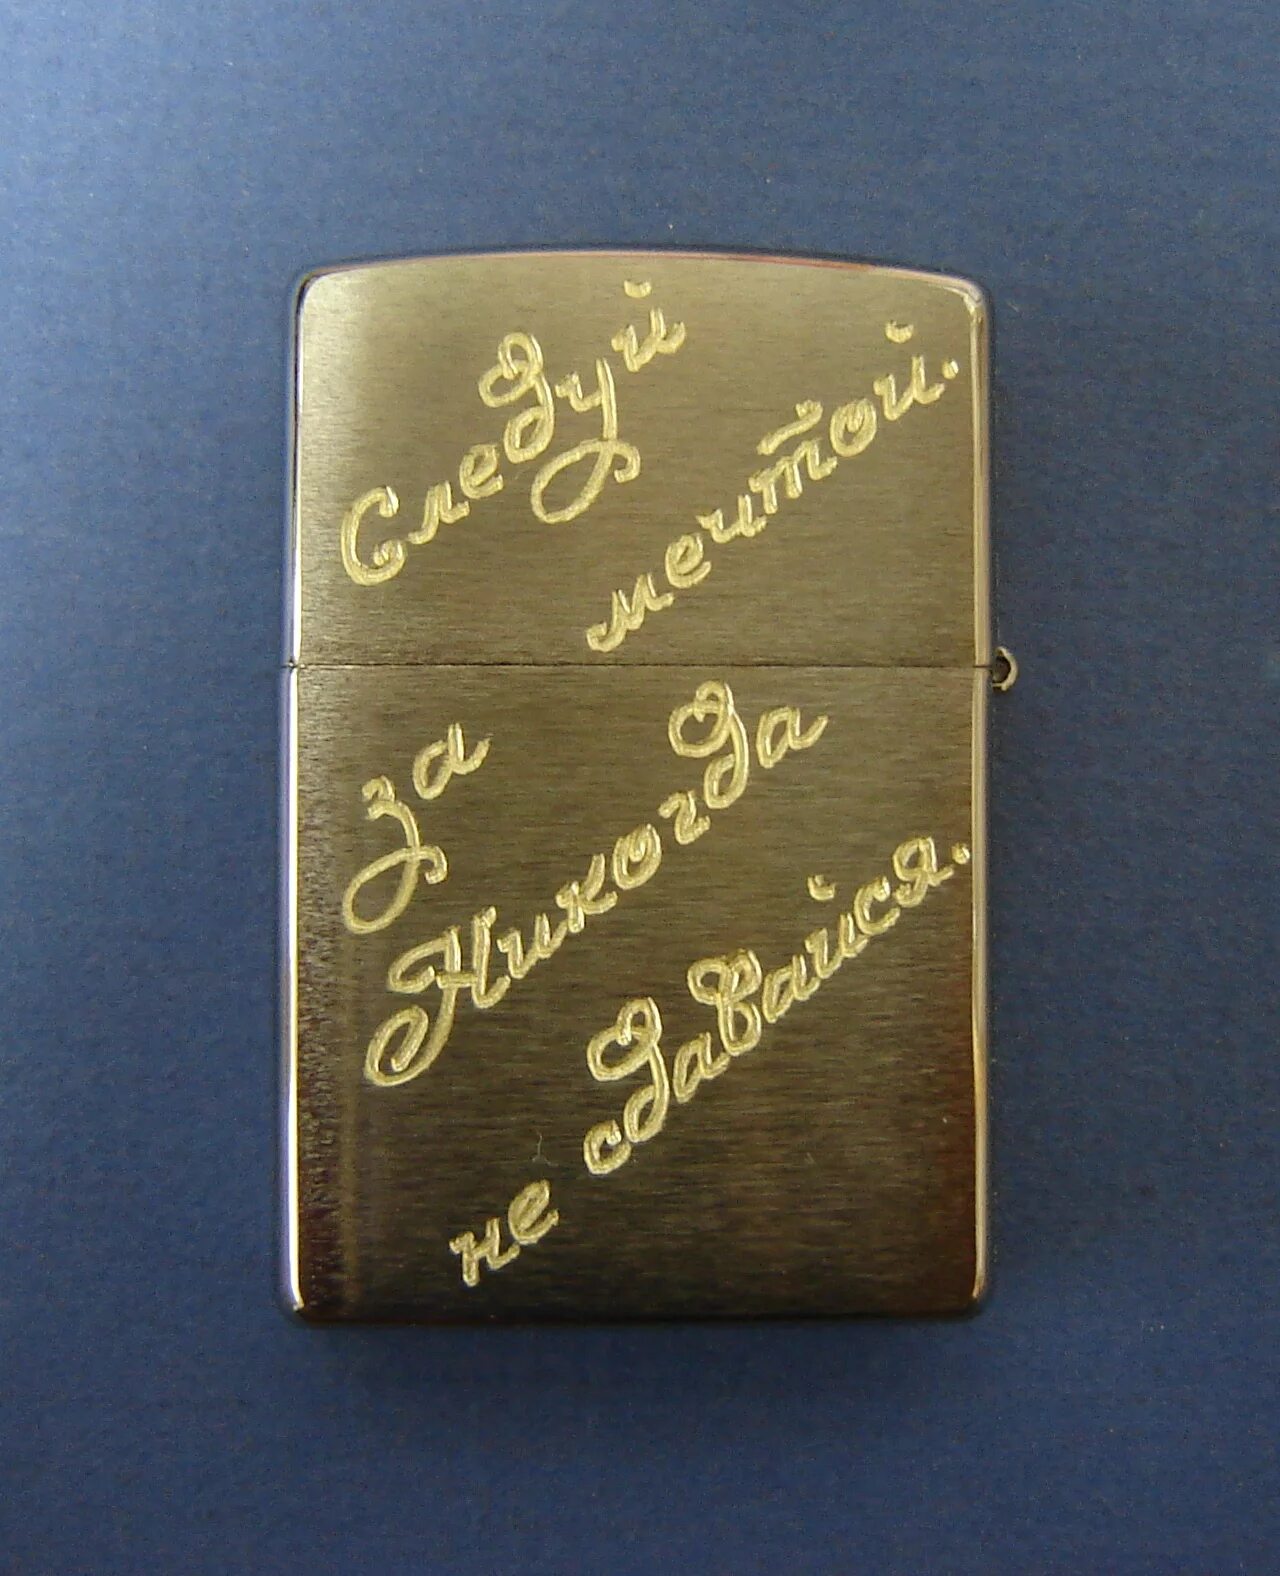 Следуй
за мечтой.
Никогда
не сдавайся.